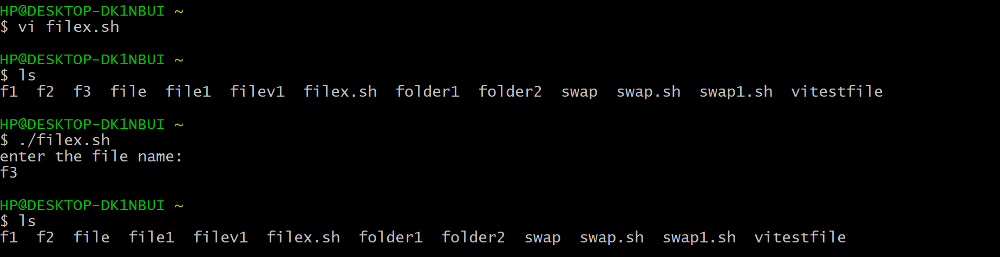 HP@DESKTOP-DK1NBUI ~
$ vi filex.sh
HP@DESKTOP-DK1NBUI ~
$ ls
f1  f2  f3  file  file1  filev1  filex.sh  folder1  folder2  swap  swap.sh  swap1.sh  vitestfile
HP@DESKTOP-DK1NBUI ~
$ ./filex.sh
enter the file name:
f3
HP@DESKTOP-DK1NBUI ~
$ ls
f1  f2  file  file1  filev1  filex.sh  folder1  folder2  swap  swap.sh  swap1.sh  vitestfile